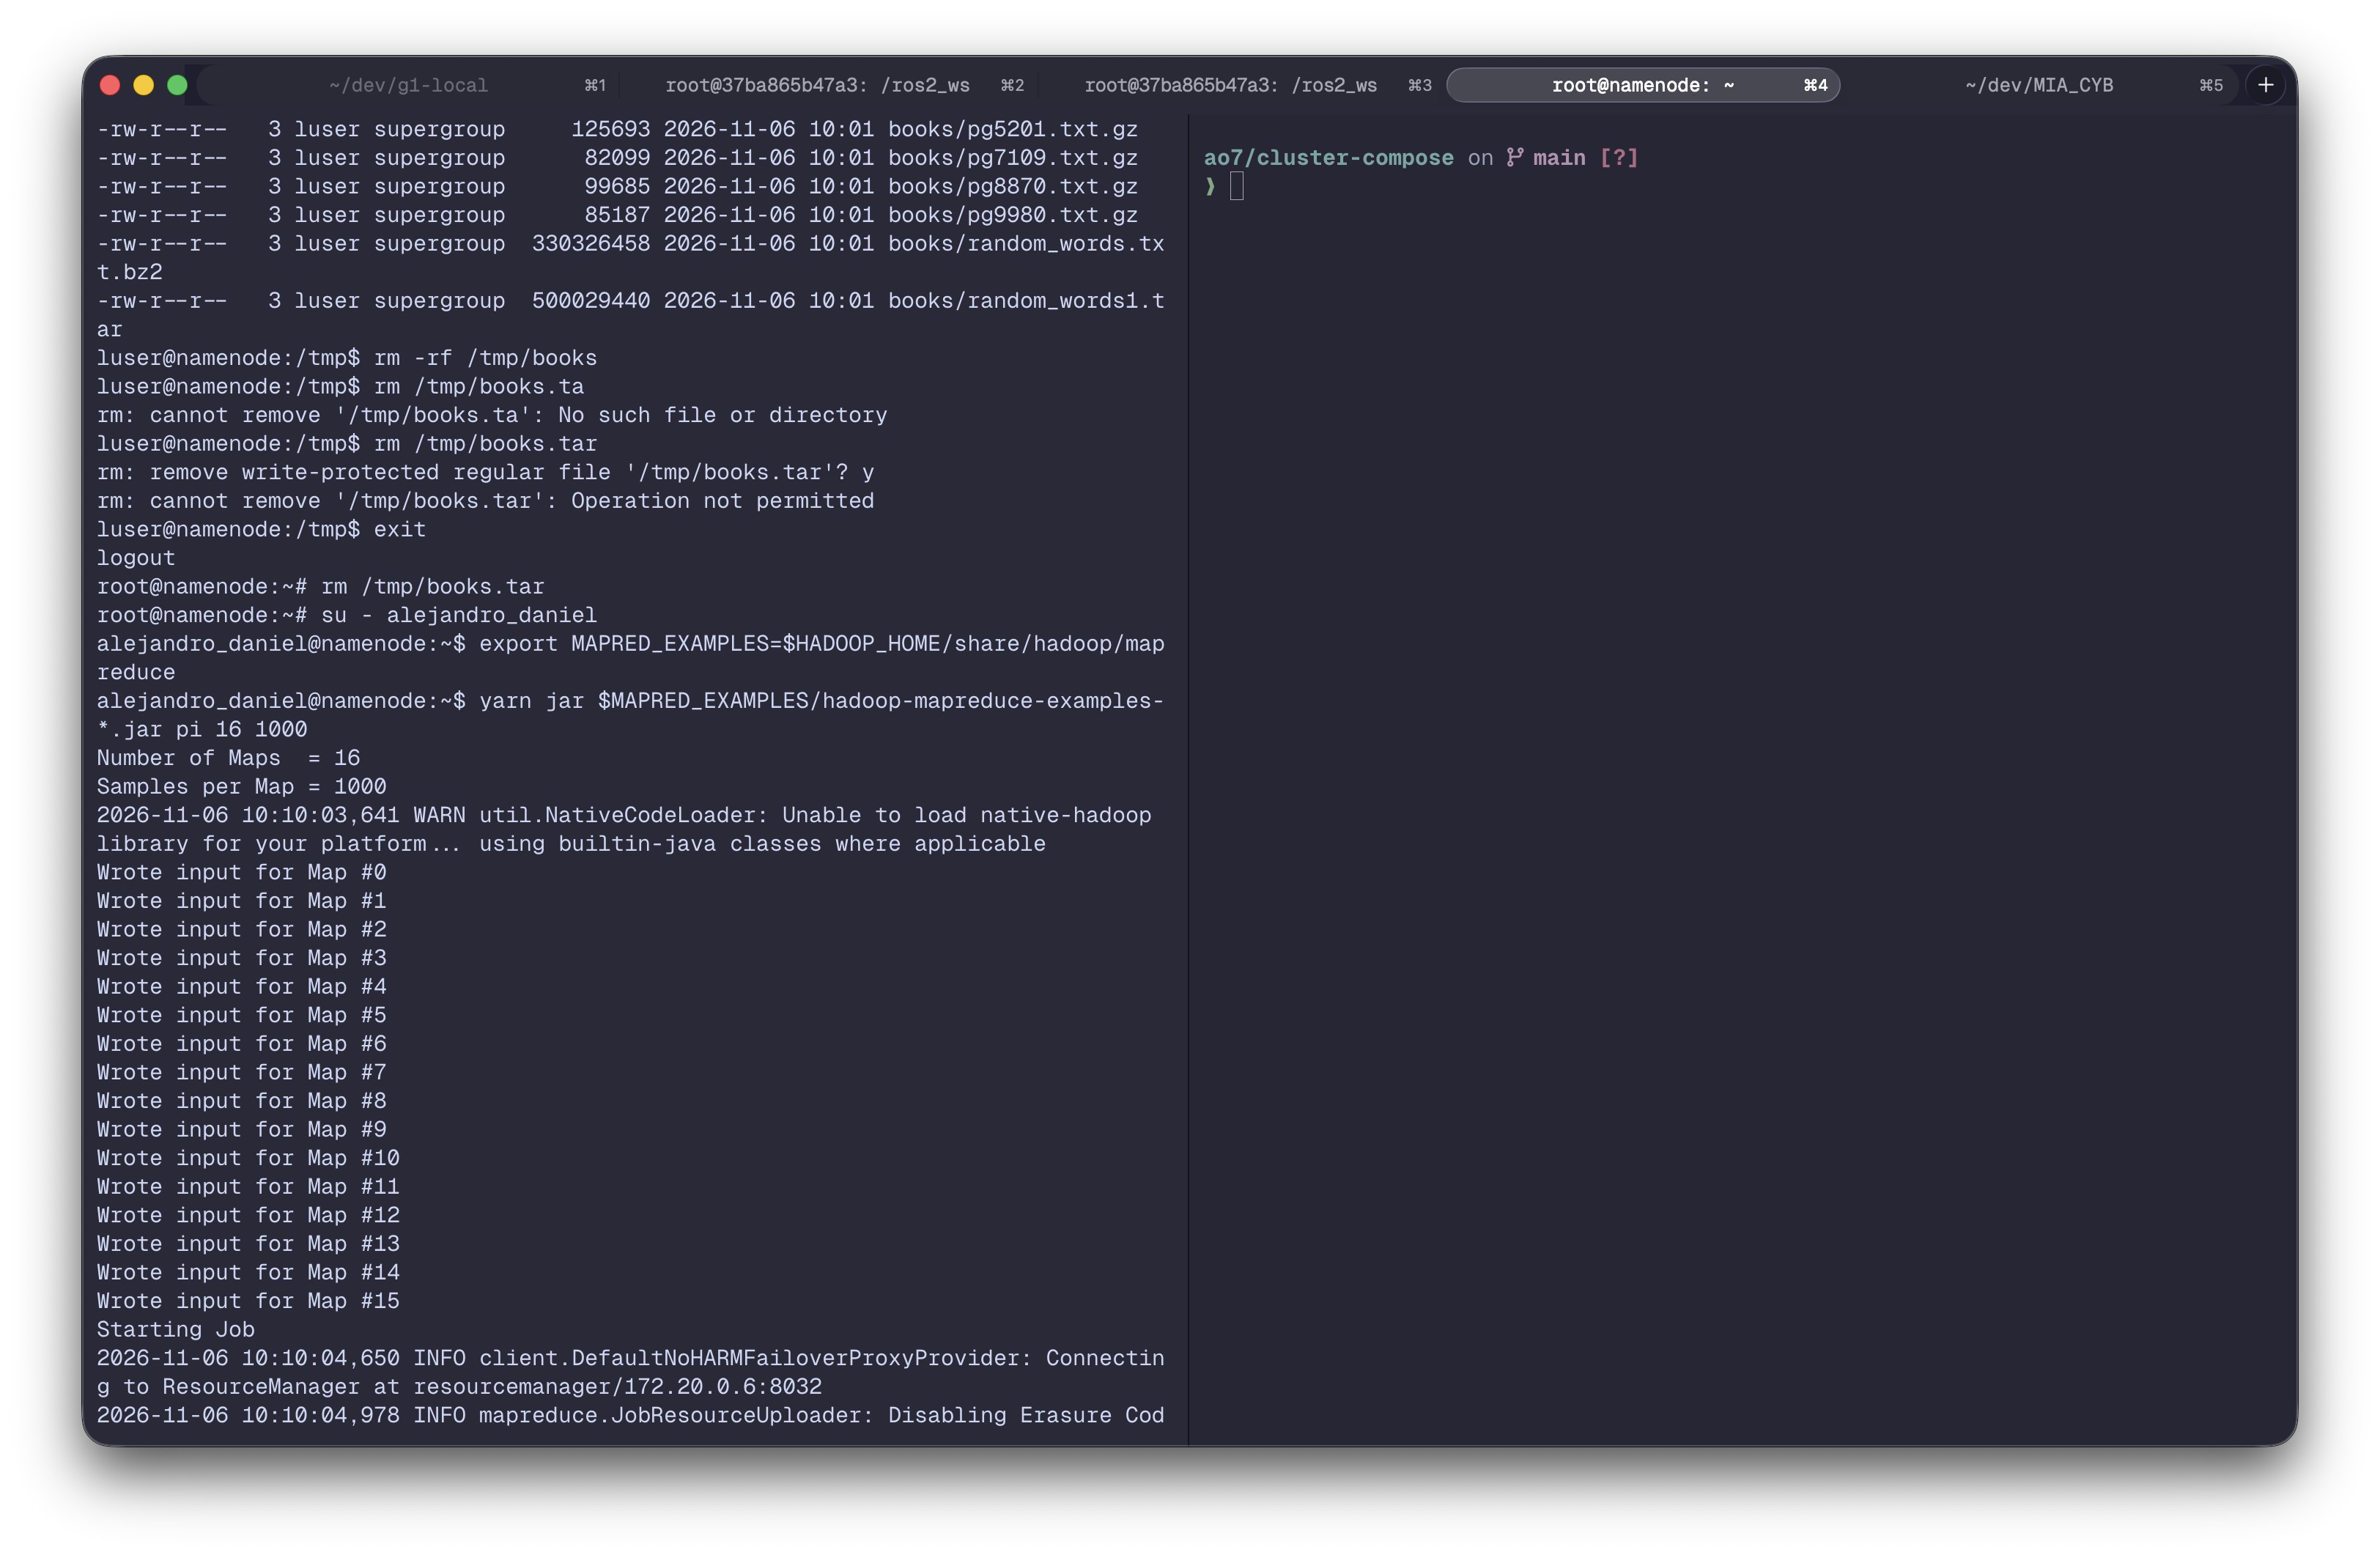 ~/dev/g1-local ⌘1 root@37ba865b47a3: /ros2_ws ⌘2 root@37ba865b47a3: /ros2_ws ⌘3 root@namenode: ~ ⌘4 ~/dev/MIA_CYB ⌘5 +
-rw-r--r--   3 luser supergroup     125693 2026-11-06 10:01 books/pg5201.txt.gz
-rw-r--r--   3 luser supergroup      82099 2026-11-06 10:01 books/pg7109.txt.gz
-rw-r--r--   3 luser supergroup      99685 2026-11-06 10:01 books/pg8870.txt.gz
-rw-r--r--   3 luser supergroup      85187 2026-11-06 10:01 books/pg9980.txt.gz
-rw-r--r--   3 luser supergroup  330326458 2026-11-06 10:01 books/random_words.tx
t.bz2
-rw-r--r--   3 luser supergroup  500029440 2026-11-06 10:01 books/random_words1.t
ar
luser@namenode:/tmp$ rm -rf /tmp/books
luser@namenode:/tmp$ rm /tmp/books.ta
rm: cannot remove '/tmp/books.ta': No such file or directory
luser@namenode:/tmp$ rm /tmp/books.tar
rm: remove write-protected regular file '/tmp/books.tar'? y
rm: cannot remove '/tmp/books.tar': Operation not permitted
luser@namenode:/tmp$ exit
logout
root@namenode:~# rm /tmp/books.tar
root@namenode:~# su - alejandro_daniel
alejandro_daniel@namenode:~$ export MAPRED_EXAMPLES=$HADOOP_HOME/share/hadoop/map
reduce
alejandro_daniel@namenode:~$ yarn jar $MAPRED_EXAMPLES/hadoop-mapreduce-examples-
*.jar pi 16 1000
Number of Maps  = 16
Samples per Map = 1000
2026-11-06 10:10:03,641 WARN util.NativeCodeLoader: Unable to load native-hadoop
library for your platform... using builtin-java classes where applicable
Wrote input for Map #0
Wrote input for Map #1
Wrote input for Map #2
Wrote input for Map #3
Wrote input for Map #4
Wrote input for Map #5
Wrote input for Map #6
Wrote input for Map #7
Wrote input for Map #8
Wrote input for Map #9
Wrote input for Map #10
Wrote input for Map #11
Wrote input for Map #12
Wrote input for Map #13
Wrote input for Map #14
Wrote input for Map #15
Starting Job
2026-11-06 10:10:04,650 INFO client.DefaultNoHARMFailoverProxyProvider: Connectin
g to ResourceManager at resourcemanager/172.20.0.6:8032
2026-11-06 10:10:04,978 INFO mapreduce.JobResourceUploader: Disabling Erasure Cod
ao7/cluster-compose on main [?]
❯